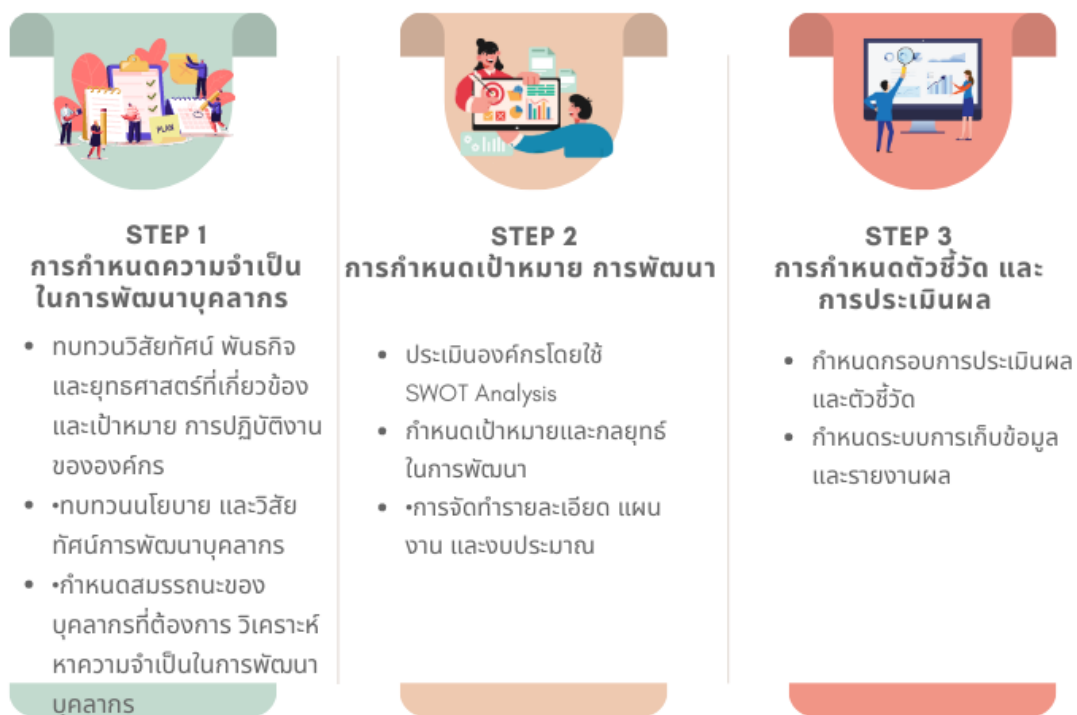 PLAN
STEP 1
การกำหนดความจำเป็น
ในการพัฒนาบุคลากร
• ทบทวนวิสัยทัศน์ พันธกิจ
และยุทธศาสตร์ที่เกี่ยวข้อง
และเป้าหมาย การปฏิบัติงาน
ขององค์กร
• •ทบทวนนโยบาย และวิสัย
ทัศน์การพัฒนาบุคลากร
• •กำหนดสมรรถนะของ
บุคลากรที่ต้องการ วิเคราะห์
หาความจำเป็นในการพัฒนา
บุคลากร
STEP 2
การกำหนดเป้าหมาย การพัฒนา
• ประเมินองค์กรโดยใช้
SWOT Analysis
• กำหนดเป้าหมายและกลยุทธ์
ในการพัฒนา
• •การจัดทำรายละเอียด แผน
งาน และงบประมาณ
STEP 3
การกำหนดตัวชี้วัด และ
การประเมินผล
• กำหนดกรอบการประเมินผล
และตัวชี้วัด
• กำหนดระบบการเก็บข้อมูล
และรายงานผล